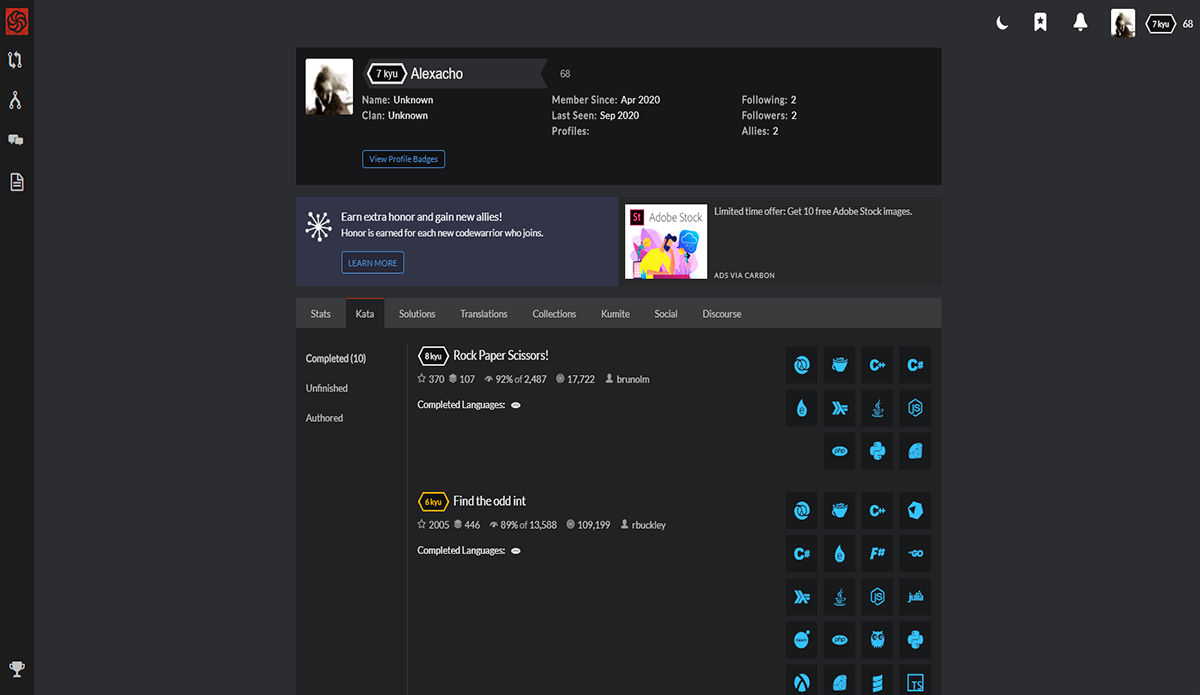 7 kyu 68
7 kyu Alexacho 68
Name: Unknown
Clan: Unknown
Member Since: Apr 2020
Last Seen: Sep 2020
Profiles:
Following: 2
Followers: 2
Allies: 2
View Profile Badges
Earn extra honor and gain new allies!
Honor is earned for each new codewarrior who joins.
LEARN MORE
St Adobe Stock
Limited time offer: Get 10 free Adobe Stock images.
ADS VIA CARBON
Stats Kata Solutions Translations Collections Kumite Social Discourse
Completed (10)
Unfinished
Authored
8 kyu Rock Paper Scissors!
370 107 92% of 2,487 17,722 brunolm
Completed Languages:
C++ C#
e JS
php
6 kyu Find the odd int
2005 446 89% of 13,588 109,199 rbuckley
Completed Languages:
C++
C# e F# GO
JS julia
php
TS